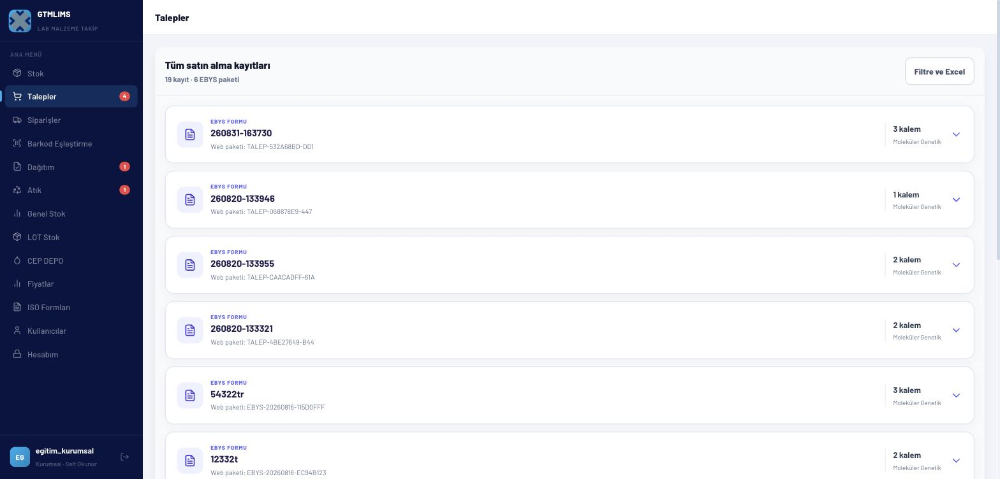 GTMLIMS
LAB MALZEME TAKİP
ANA MENÜ
Stok
Talepler 4
Siparişler
Barkod Eşleştirme
Dağıtım 1
Atık 1
Genel Stok
LOT Stok
CEP DEPO
Fiyatlar
ISO Formları
Kullanıcılar
Hesabım
EG
egitim_kurumsal
Kurumsal · Salt Okunur
Talepler
Tüm satın alma kayıtları
19 kayıt · 6 EBYS paketi
Filtre ve Excel
EBYS FORMU
260831-163730
Web paketi: TALEP-532A68BD-DD1
3 kalem
Moleküler Genetik
EBYS FORMU
260820-133946
Web paketi: TALEP-068878E9-447
1 kalem
Moleküler Genetik
EBYS FORMU
260820-133955
Web paketi: TALEP-CAACADFF-61A
2 kalem
Moleküler Genetik
EBYS FORMU
260820-133321
Web paketi: TALEP-4BE27649-B44
2 kalem
Moleküler Genetik
EBYS FORMU
54322tr
Web paketi: EBYS-20260816-115D0FFF
3 kalem
Moleküler Genetik
EBYS FORMU
12332t
Web paketi: EBYS-20260816-EC94B123
2 kalem
Moleküler Genetik